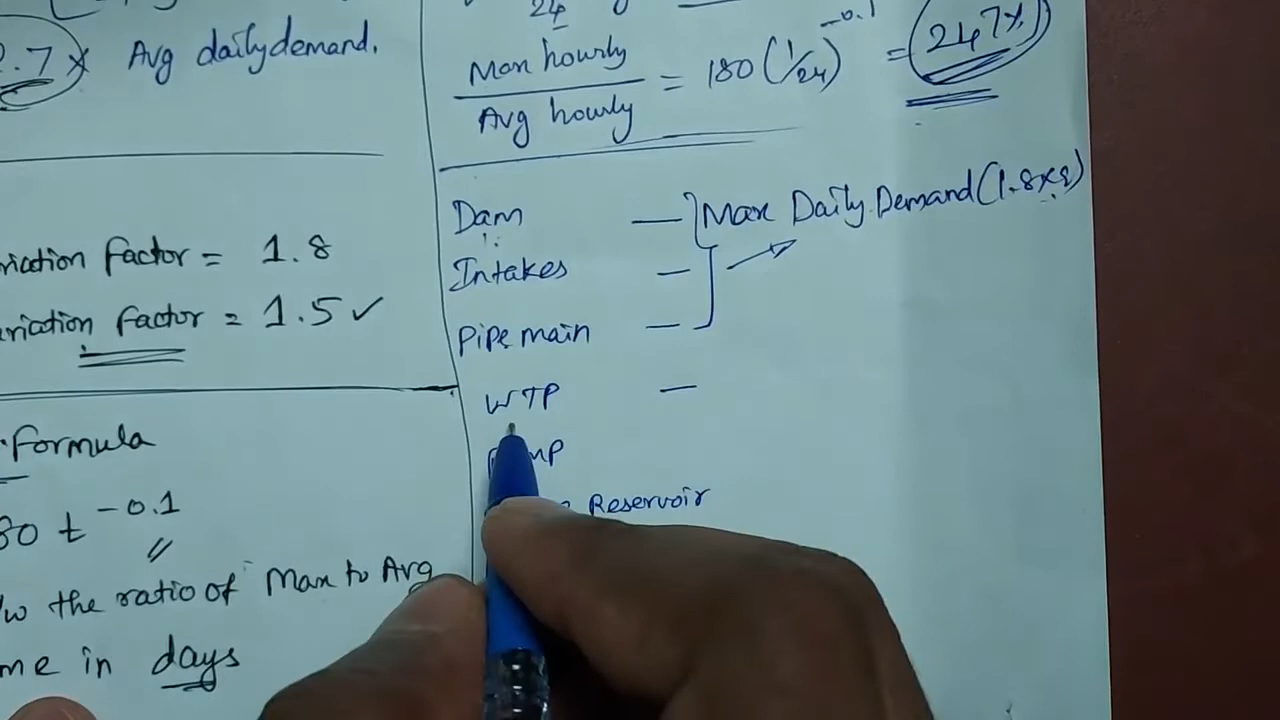 2.7 × Avg daily demand.
riation factor = 1.8
riation factor = 1.5 ✓
Formula
80 t^-0.1
w the ratio of Max to Avg
me in days
24
Max hourly / Avg hourly = 180 (1/24)^-0.1 = 247%
Dam — Max Daily Demand (1.8×q)
Intakes —
Pipe main —
WTP —
Reservoir